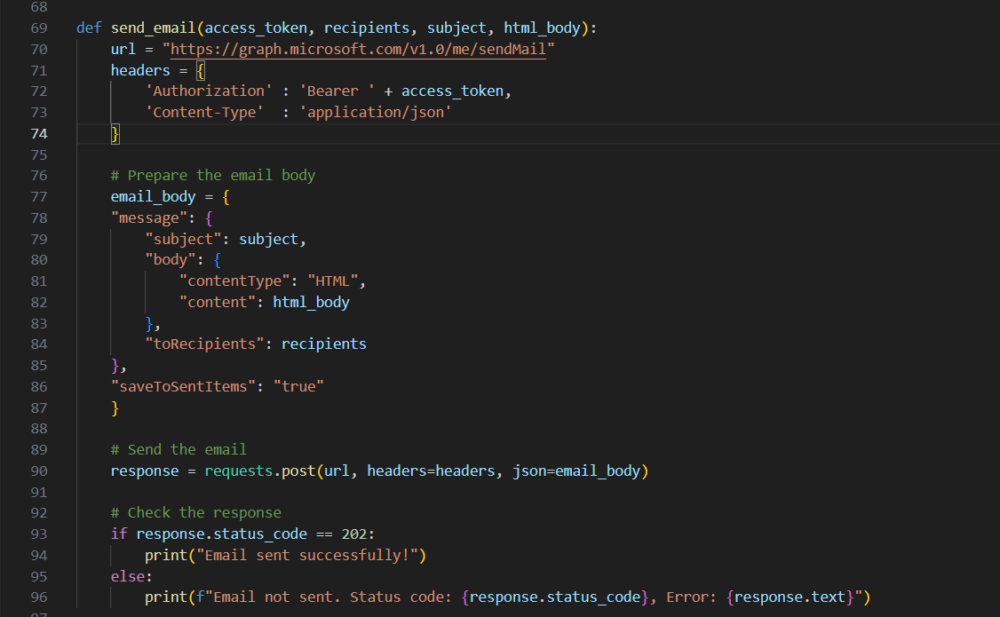 68
69 def send_email(access_token, recipients, subject, html_body):
70     url = "https://graph.microsoft.com/v1.0/me/sendMail"
71     headers = {
72         'Authorization' : 'Bearer ' + access_token,
73         'Content-Type'  : 'application/json'
74     }
75
76     # Prepare the email body
77     email_body = {
78     "message": {
79         "subject": subject,
80         "body": {
81             "contentType": "HTML",
82             "content": html_body
83         },
84         "toRecipients": recipients
85     },
86     "saveToSentItems": "true"
87     }
88
89     # Send the email
90     response = requests.post(url, headers=headers, json=email_body)
91
92     # Check the response
93     if response.status_code == 202:
94         print("Email sent successfully!")
95     else:
96         print(f"Email not sent. Status code: {response.status_code}, Error: {response.text}")